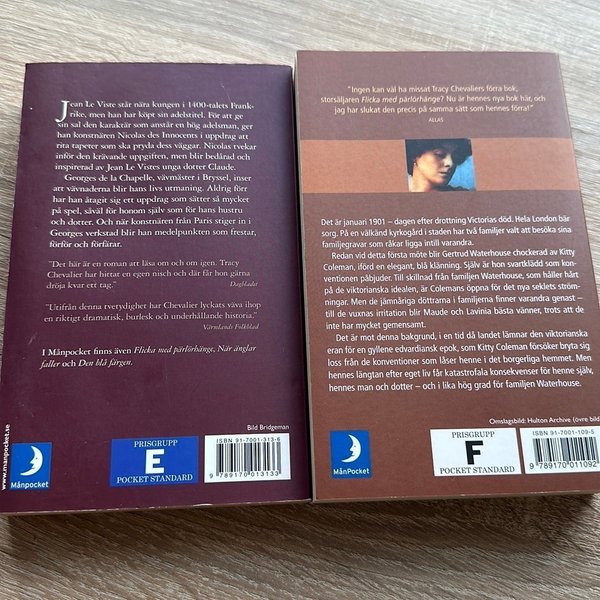 Jean Le Viste står nära kungen i 1400-talets Frank-
rike, men han har köpt sin adelstitel. För att ge
sin sal den karaktär som anstår en hög adelsman, ger
han konstnären Nicolas des Innocents i uppdrag att
rita tapeter som ska pryda dess väggar. Nicolas tvekar
inför den krävande uppgiften, men blir bedårad och
inspirerad av Jean Le Vistes unga dotter Claude.
Georges de la Chapelle, vävmäster i Bryssel, inser
att vävnaderna blir hans livs utmaning. Aldrig förr
har han åtagit sig ett uppdrag som sätter så mycket
på spel, såväl för honom själv som för hans hustru
och dotter. Och när konstnären från Paris stiger in i
Georges verkstad blir han medelpunkten som frestar,
förför och förfärar.
"Det här är en roman att läsa om och om igen. Tracy
Chevalier har hittat en egen nisch och där får hon gärna
dröja kvar ett tag."
Dagbladet
"Utifrån denna tvetydighet har Chevalier lyckats väva ihop
en riktigt dramatisk, burlesk och underhållande historia."
Värmlands Folkblad
I Månpocket finns även Flicka med pärlörhänge, När änglar
faller och Den blå färgen.
Bild Bridgeman
www.manpocket.se
MånPocket
PRISGRUPP
E
POCKET STANDARD
ISBN 91-7001-313-6
9 789170 013133
"Ingen kan väl ha missat Tracy Chevaliers förra bok,
storsäljaren Flicka med pärlörhänge? Nu är hennes nya bok här, och
jag har slukat den precis på samma sätt som hennes förra!"
ALLAS
Det är januari 1901 – dagen efter drottning Victorias död. Hela London bär
sorg. På en välkänd kyrkogård i staden har två familjer valt att besöka sina
familjegravar som råkar ligga intill varandra.
Redan vid detta första möte blir Gertrud Waterhouse chockerad av Kitty
Coleman, iförd en elegant, blå klänning. Själv är hon svartklädd som kon-
ventionen påbjuder. Till skillnad från familjen Waterhouse, som håller hårt
på de viktorianska idealen, är Colemans öppna för det nya seklets ström-
ningar. Men de jämnåriga döttrarna i familjerna finner varandra genast –
till de vuxnas irritation blir Maude och Lavinia bästa vänner, trots att de
inte har mycket gemensamt.
Det är mot denna bakgrund, i en tid då landet lämnar den viktorianska
eran för en gyllene edvardiansk epok, som Kitty Coleman försöker bryta sig
loss från de konventioner som låser henne i det borgerliga hemmet. Men
hennes längtan efter eget liv får katastrofala konsekvenser för henne själv,
hennes man och dotter – och i lika hög grad för familjen Waterhouse.
Omslagsbild: Hulton Archive (övre bild
MånPocket
PRISGRUPP
F
POCKET STANDARD
ISBN 91-7001-109-5
9 789170 011092